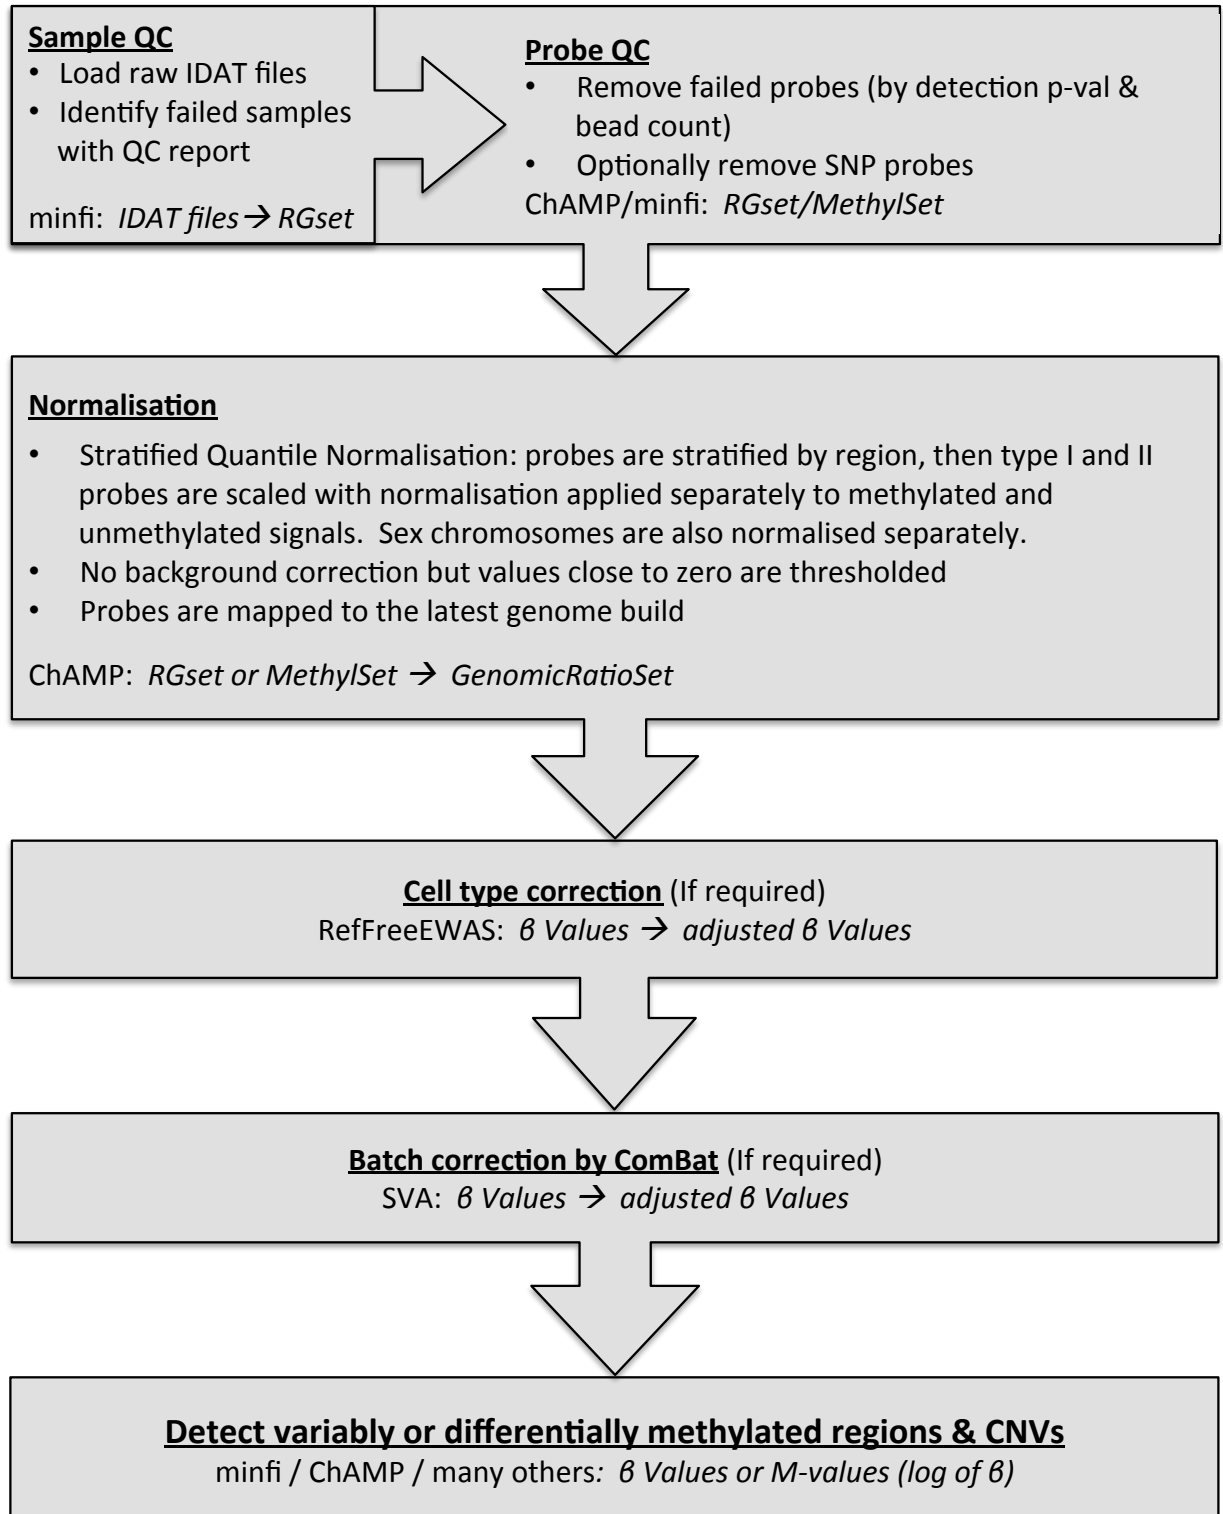 Sample QC
• Load raw IDAT files
• Identify failed samples
with QC report
minfi: IDAT files → RGset
Probe QC
• Remove failed probes (by detection p-val &
bead count)
• Optionally remove SNP probes
ChAMP/minfi: RGset/MethylSet
Normalisation
• Stratified Quantile Normalisation: probes are stratified by region, then type I and II
probes are scaled with normalisation applied separately to methylated and
unmethylated signals. Sex chromosomes are also normalised separately.
• No background correction but values close to zero are thresholded
• Probes are mapped to the latest genome build
ChAMP: RGset or MethylSet → GenomicRatioSet
Cell type correction (If required)
RefFreeEWAS: β Values → adjusted β Values
Batch correction by ComBat (If required)
SVA: β Values → adjusted β Values
Detect variably or differentially methylated regions & CNVs
minfi / ChAMP / many others: β Values or M-values (log of β)